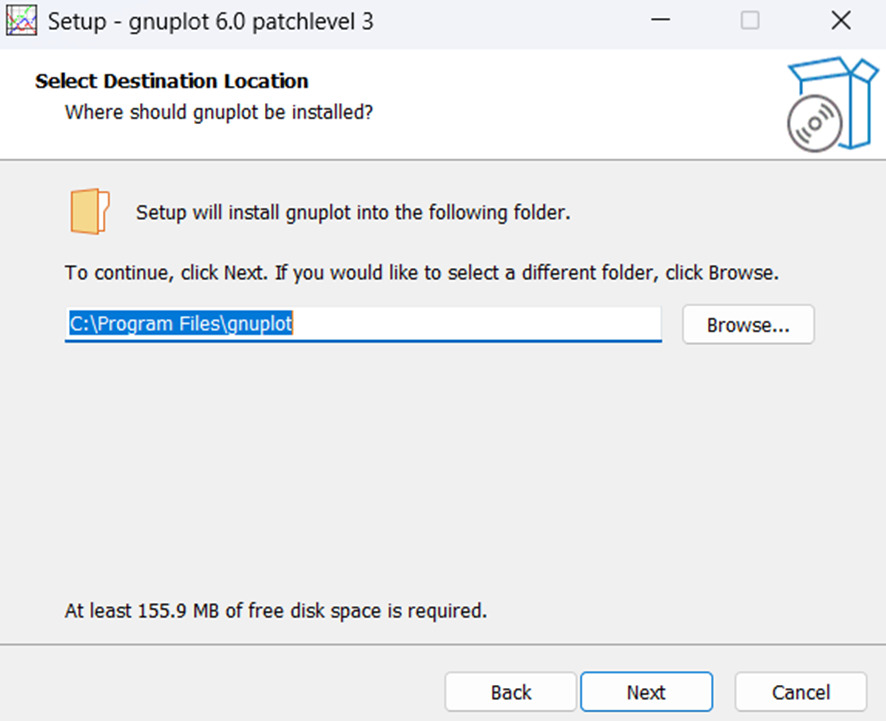 Setup - gnuplot 6.0 patchlevel 3
Select Destination Location
Where should gnuplot be installed?
Setup will install gnuplot into the following folder.
To continue, click Next. If you would like to select a different folder, click Browse.
C:\Program Files\gnuplot
Browse...
At least 155.9 MB of free disk space is required.
Back
Next
Cancel